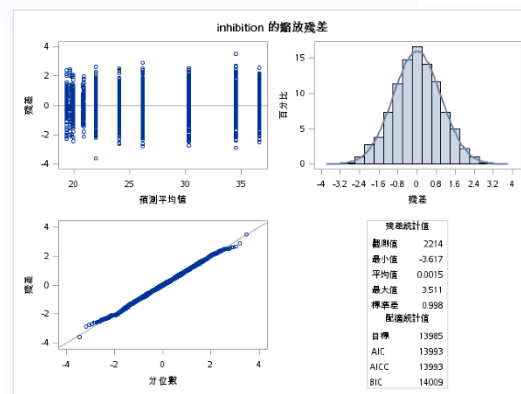 inhibition 的縮放殘差
殘差
4
2
0
-2
-4
20
25
30
35
預測平均值
百分比
15
10
5
0
-4 -3.2 -2.4 -1.6 -0.8 0 0.8 1.6 2.4 3.2 4
殘差
殘差
4
2
0
-2
-4
-4
-2
0
2
4
分位數
殘差統計值
觀測值 2214
最小值 -3.617
平均值 0.0015
最大值 3.511
標準差 0.998
配適統計值
目標 13985
AIC 13993
AICC 13993
BIC 14009